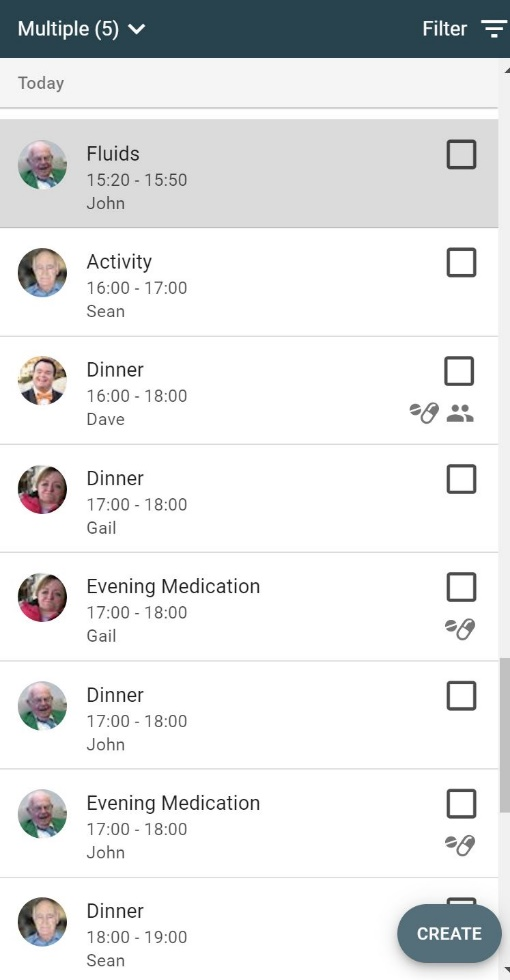 Multiple (5)
Filter
Today
Fluids
15:20 - 15:50
John
Activity
16:00 - 17:00
Sean
Dinner
16:00 - 18:00
Dave
Dinner
17:00 - 18:00
Gail
Evening Medication
17:00 - 18:00
Gail
Dinner
17:00 - 18:00
John
Evening Medication
17:00 - 18:00
John
Dinner
18:00 - 19:00
Sean
CREATE